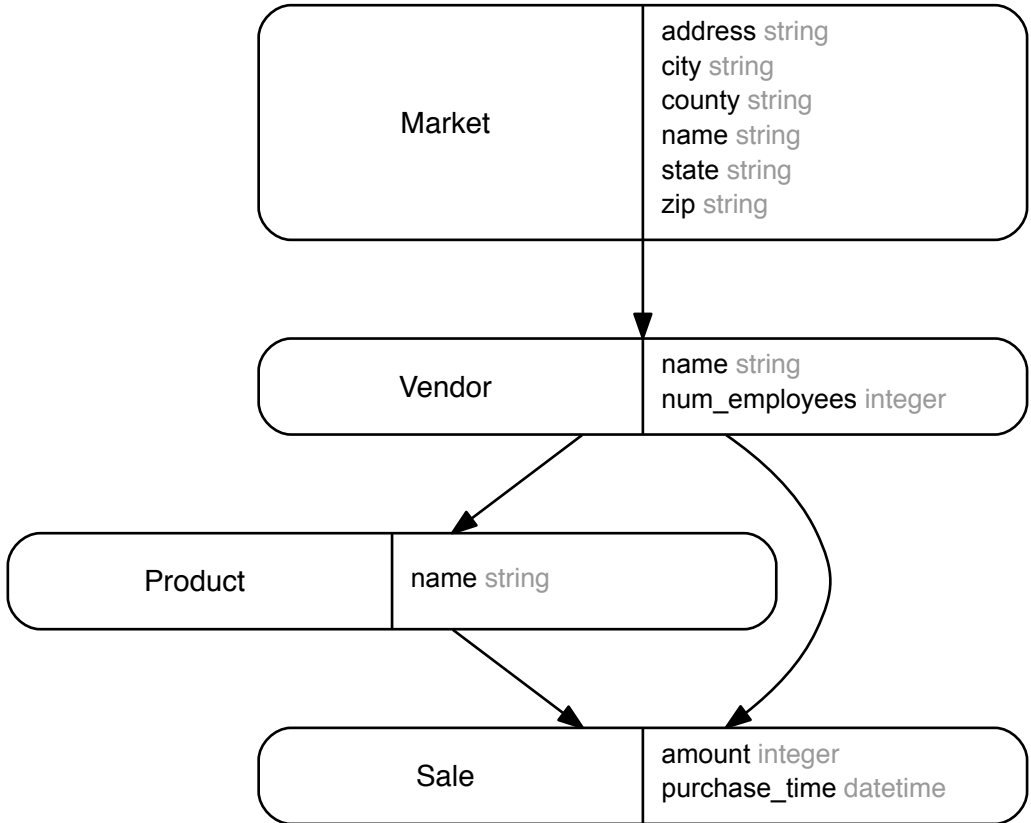 Market
address string
city string
county string
name string
state string
zip string
Vendor
name string
num_employees integer
Product
name string
Sale
amount integer
purchase_time datetime